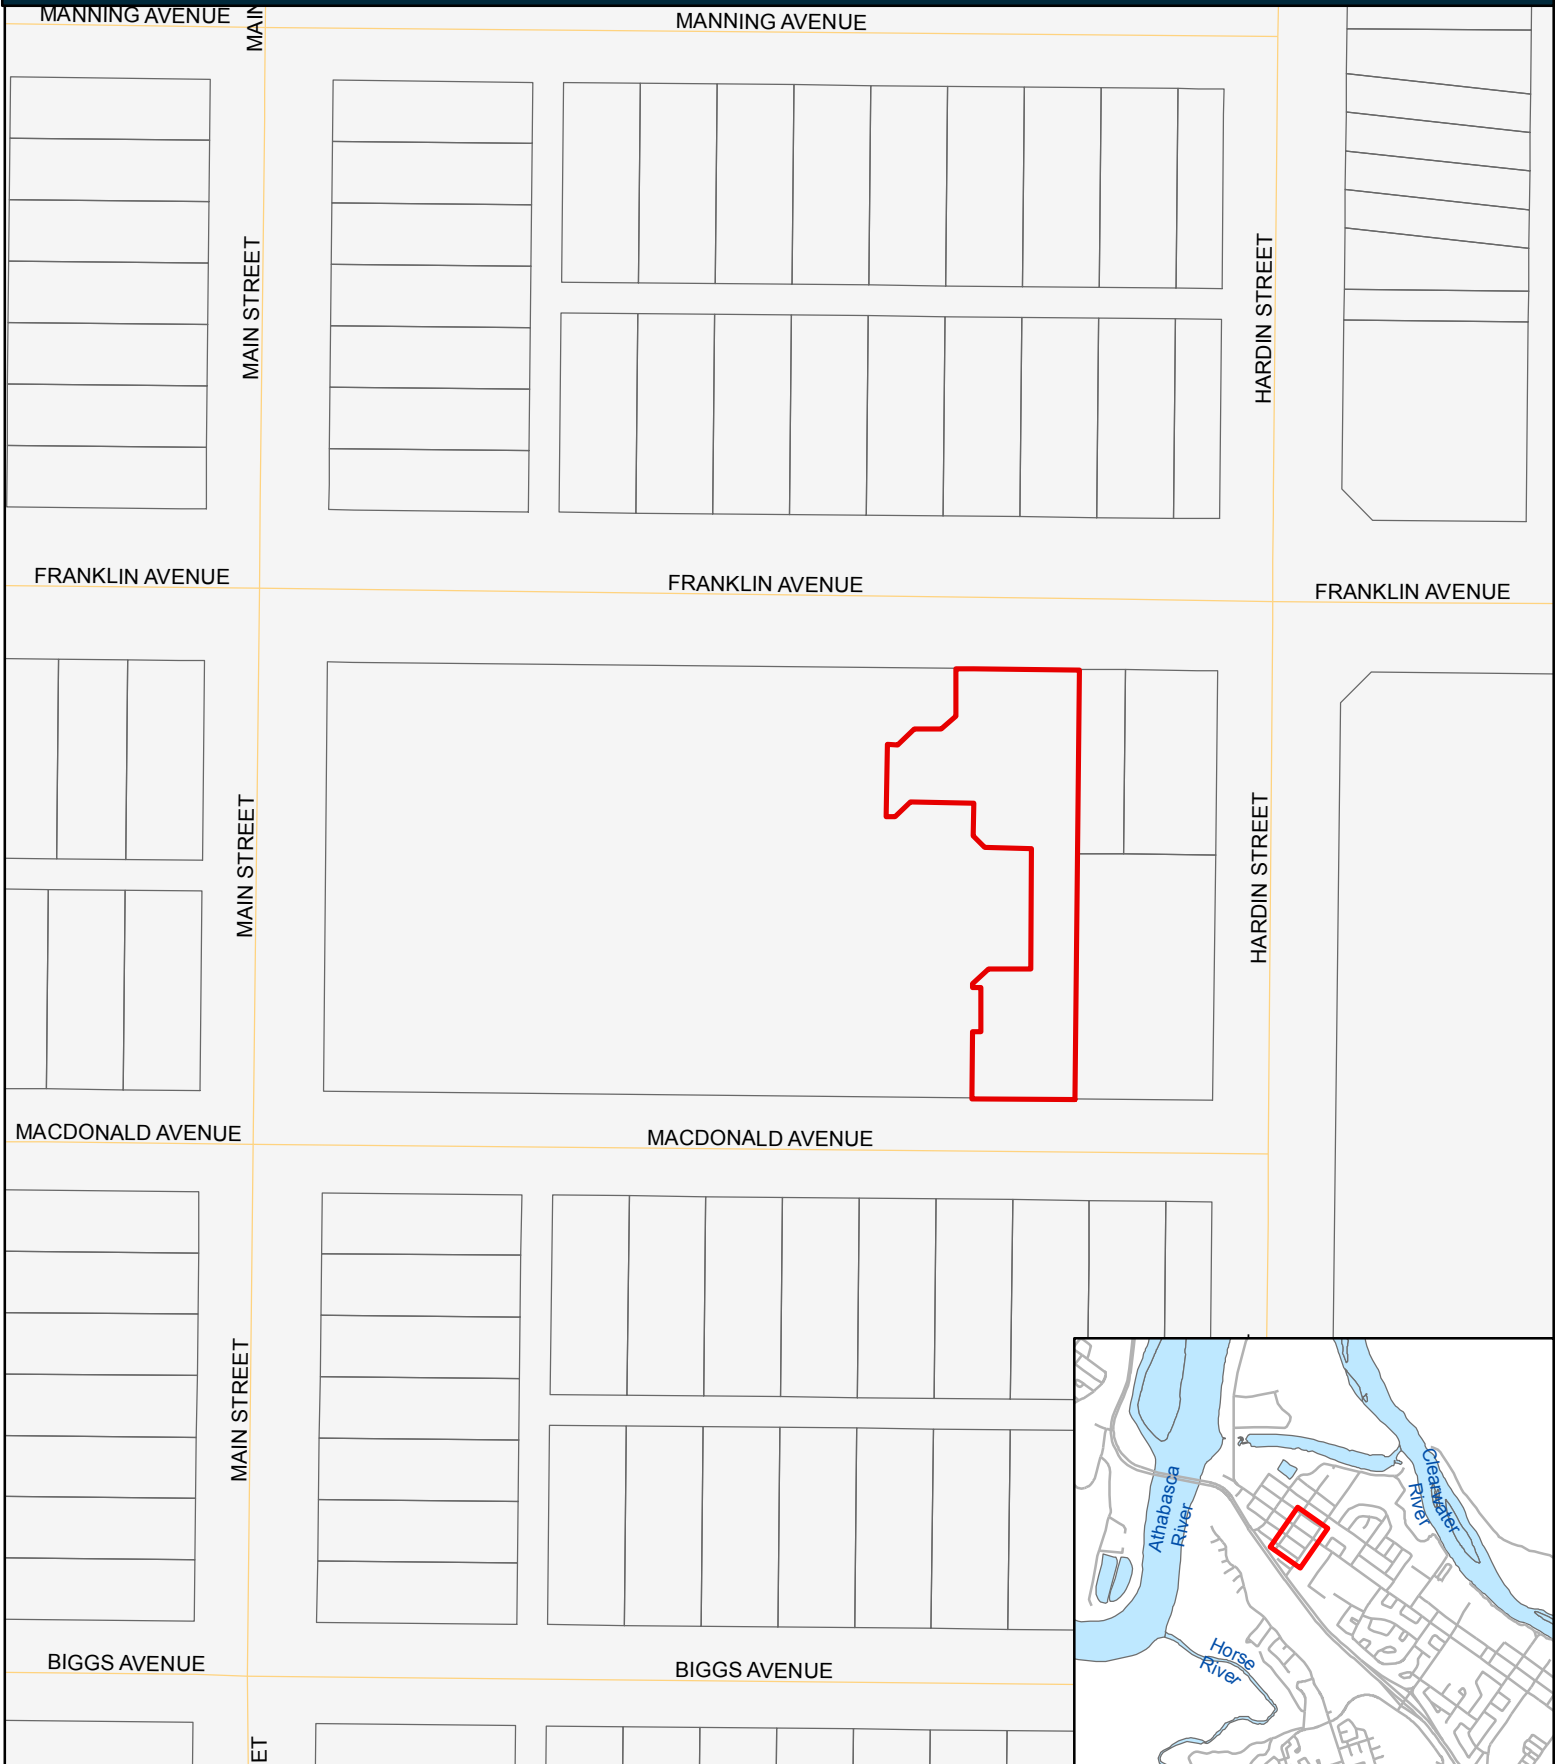 MANNING AVENUE
MAIN
MANNING AVENUE
MAIN STREET
HARDIN STREET
FRANKLIN AVENUE
FRANKLIN AVENUE
FRANKLIN AVENUE
MAIN STREET
HARDIN STREET
MACDONALD AVENUE
MACDONALD AVENUE
MAIN STREET
Athabasca
River
Clearwater
River
Horse
River
BIGGS AVENUE
BIGGS AVENUE
ET